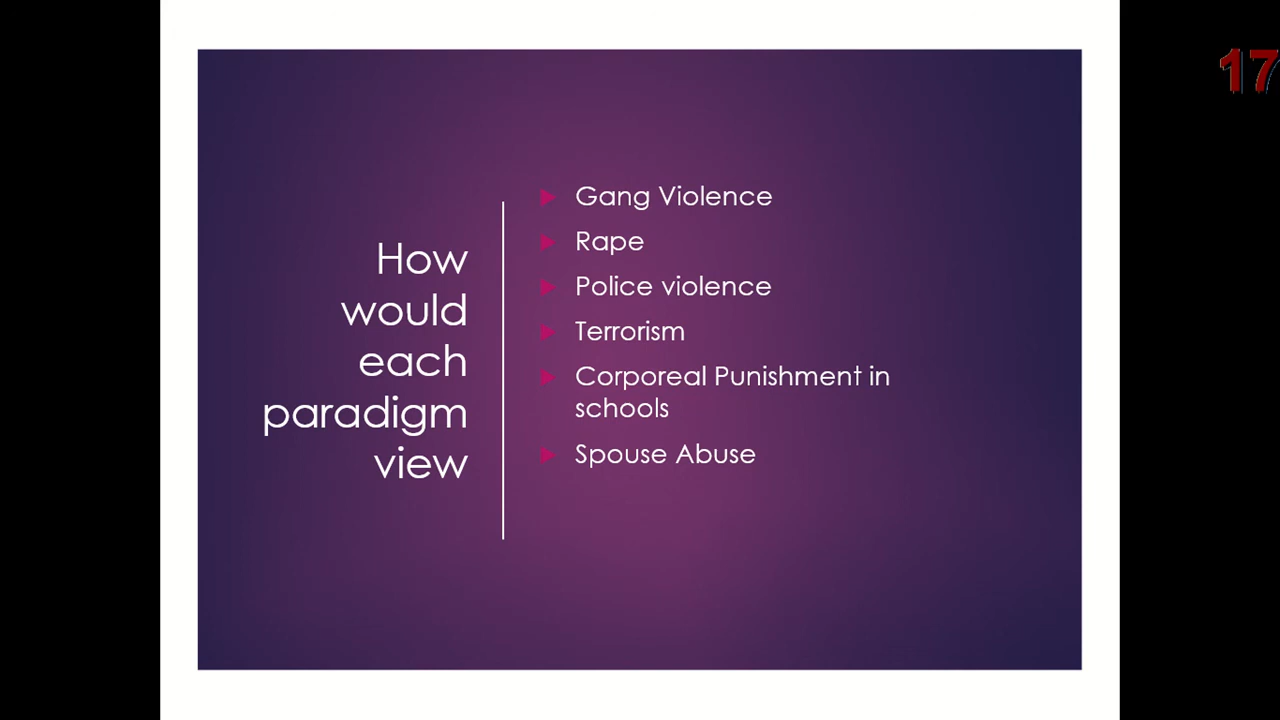 How
would
each
paradigm
view
Gang Violence
Rape
Police violence
Terrorism
Corporeal Punishment in
schools
Spouse Abuse
17